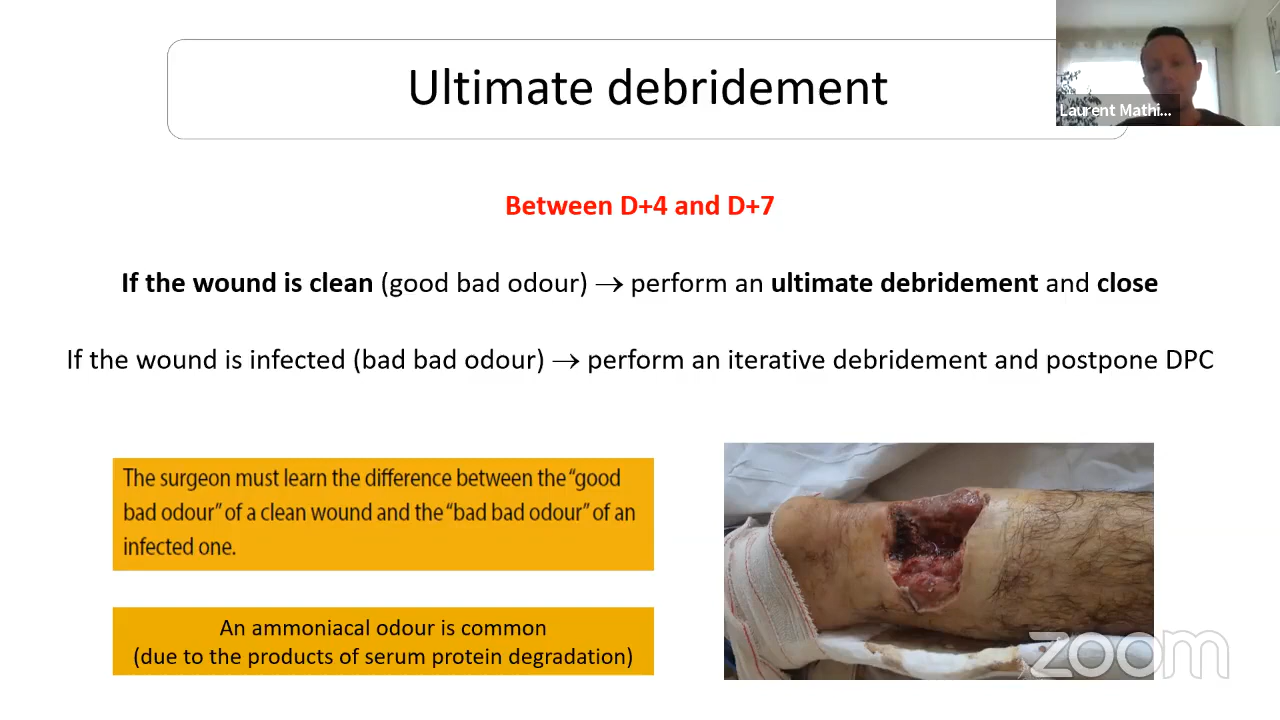 Ultimate debridement
Laurent Mathi...
Between D+4 and D+7
If the wound is clean (good bad odour) → perform an ultimate debridement and close
If the wound is infected (bad bad odour) → perform an iterative debridement and postpone DPC
The surgeon must learn the difference between the “good
bad odour” of a clean wound and the “bad bad odour” of an
infected one.
An ammoniacal odour is common
(due to the products of serum protein degradation)
zoom